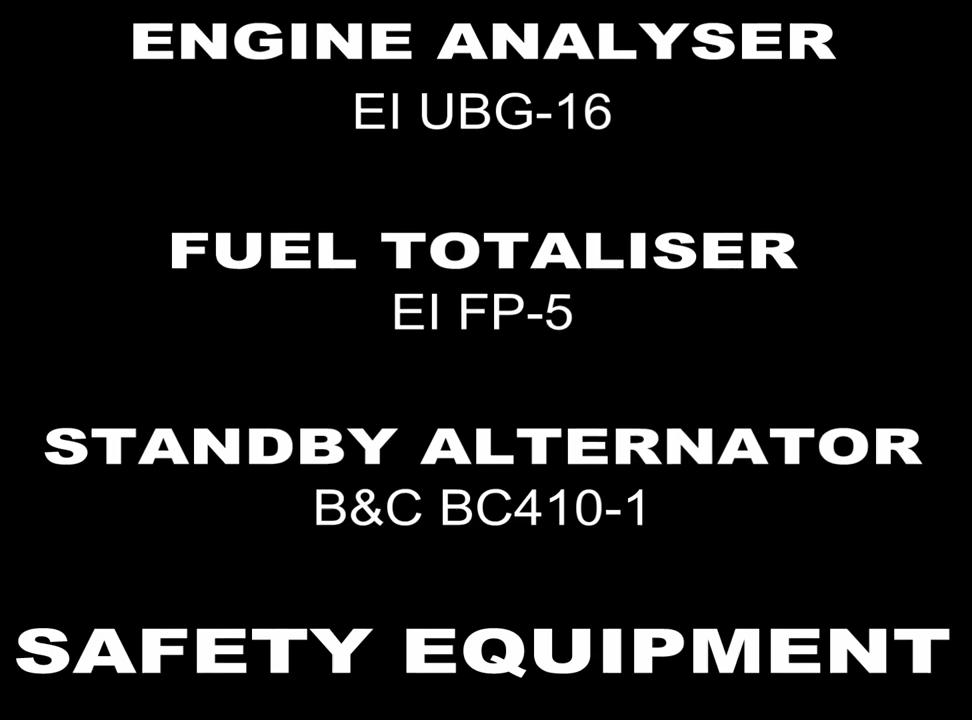 ENGINE ANALYSER
EI UBG-16
FUEL TOTALISER
EI FP-5
STANDBY ALTERNATOR
B&C BC410-1
SAFETY EQUIPMENT